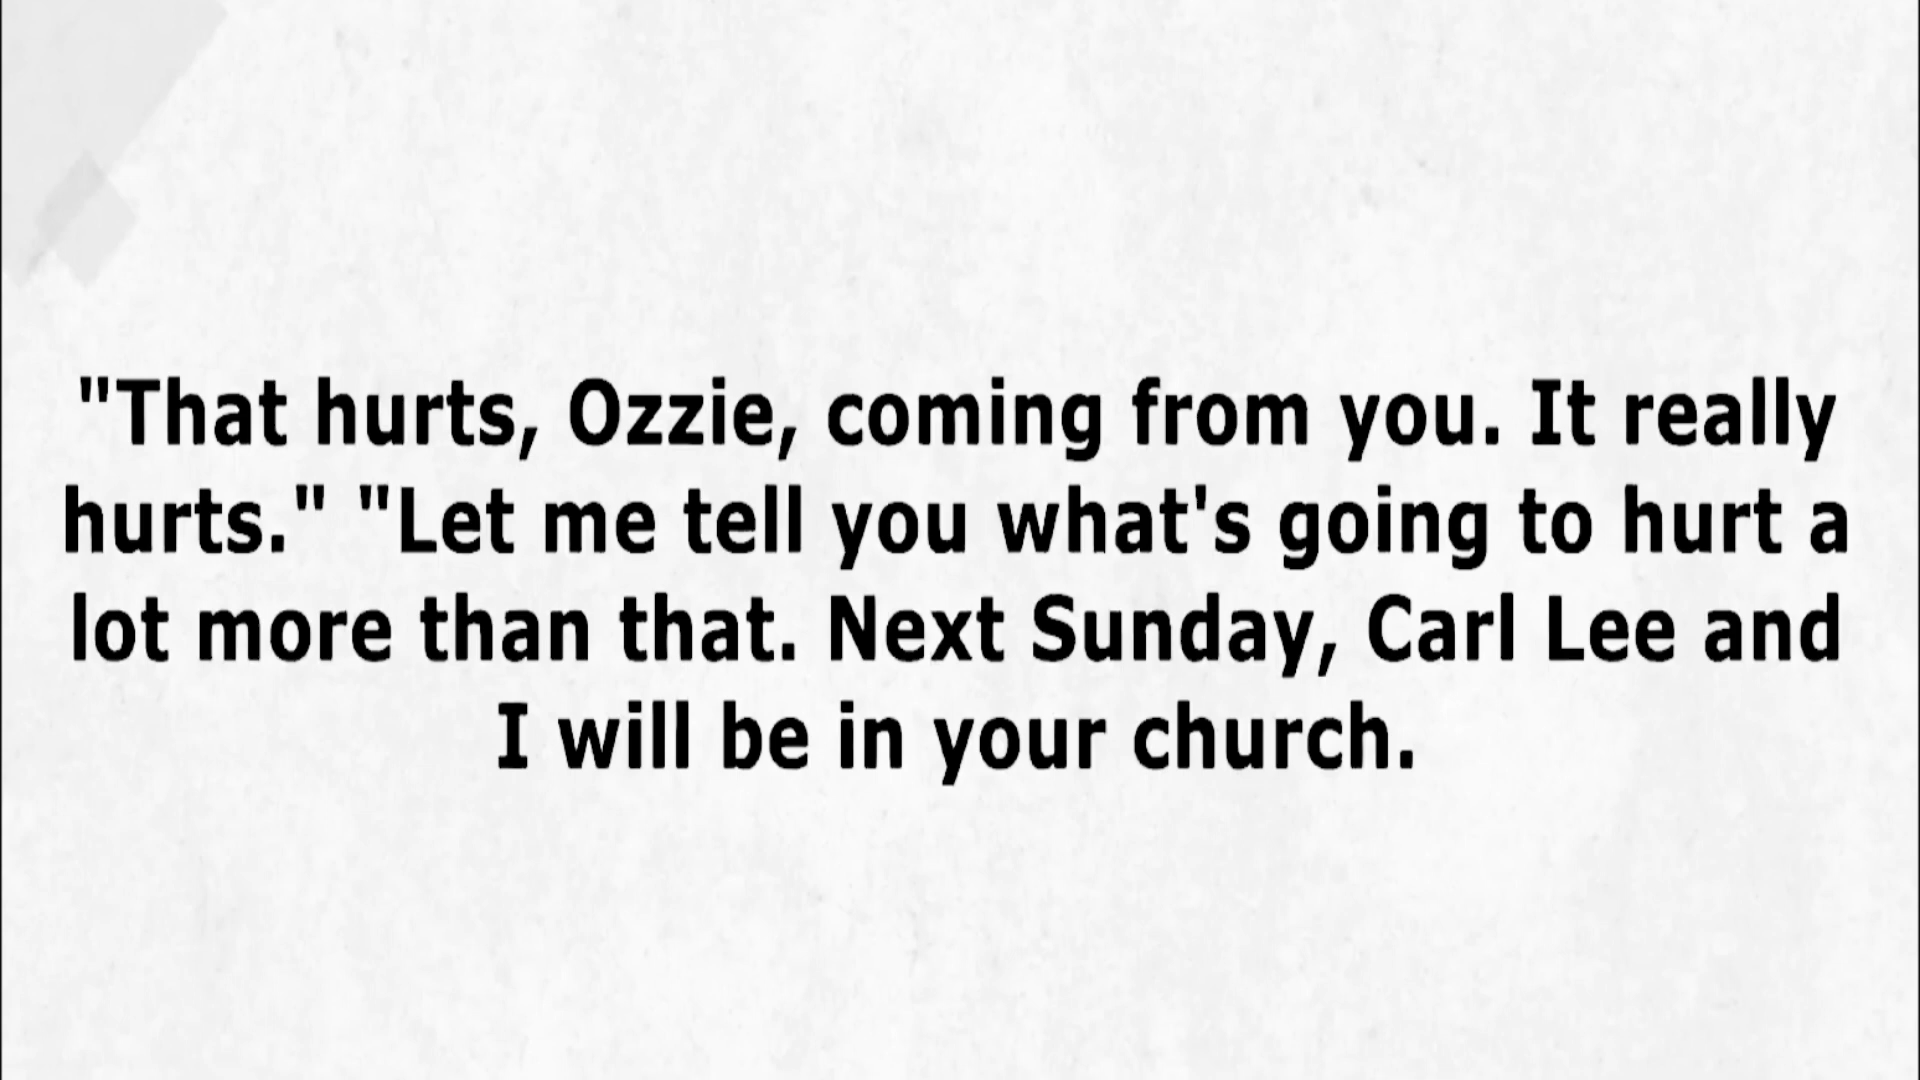 "That hurts, Ozzie, coming from you. It really
hurts." "Let me tell you what's going to hurt a
lot more than that. Next Sunday, Carl Lee and
I will be in your church.